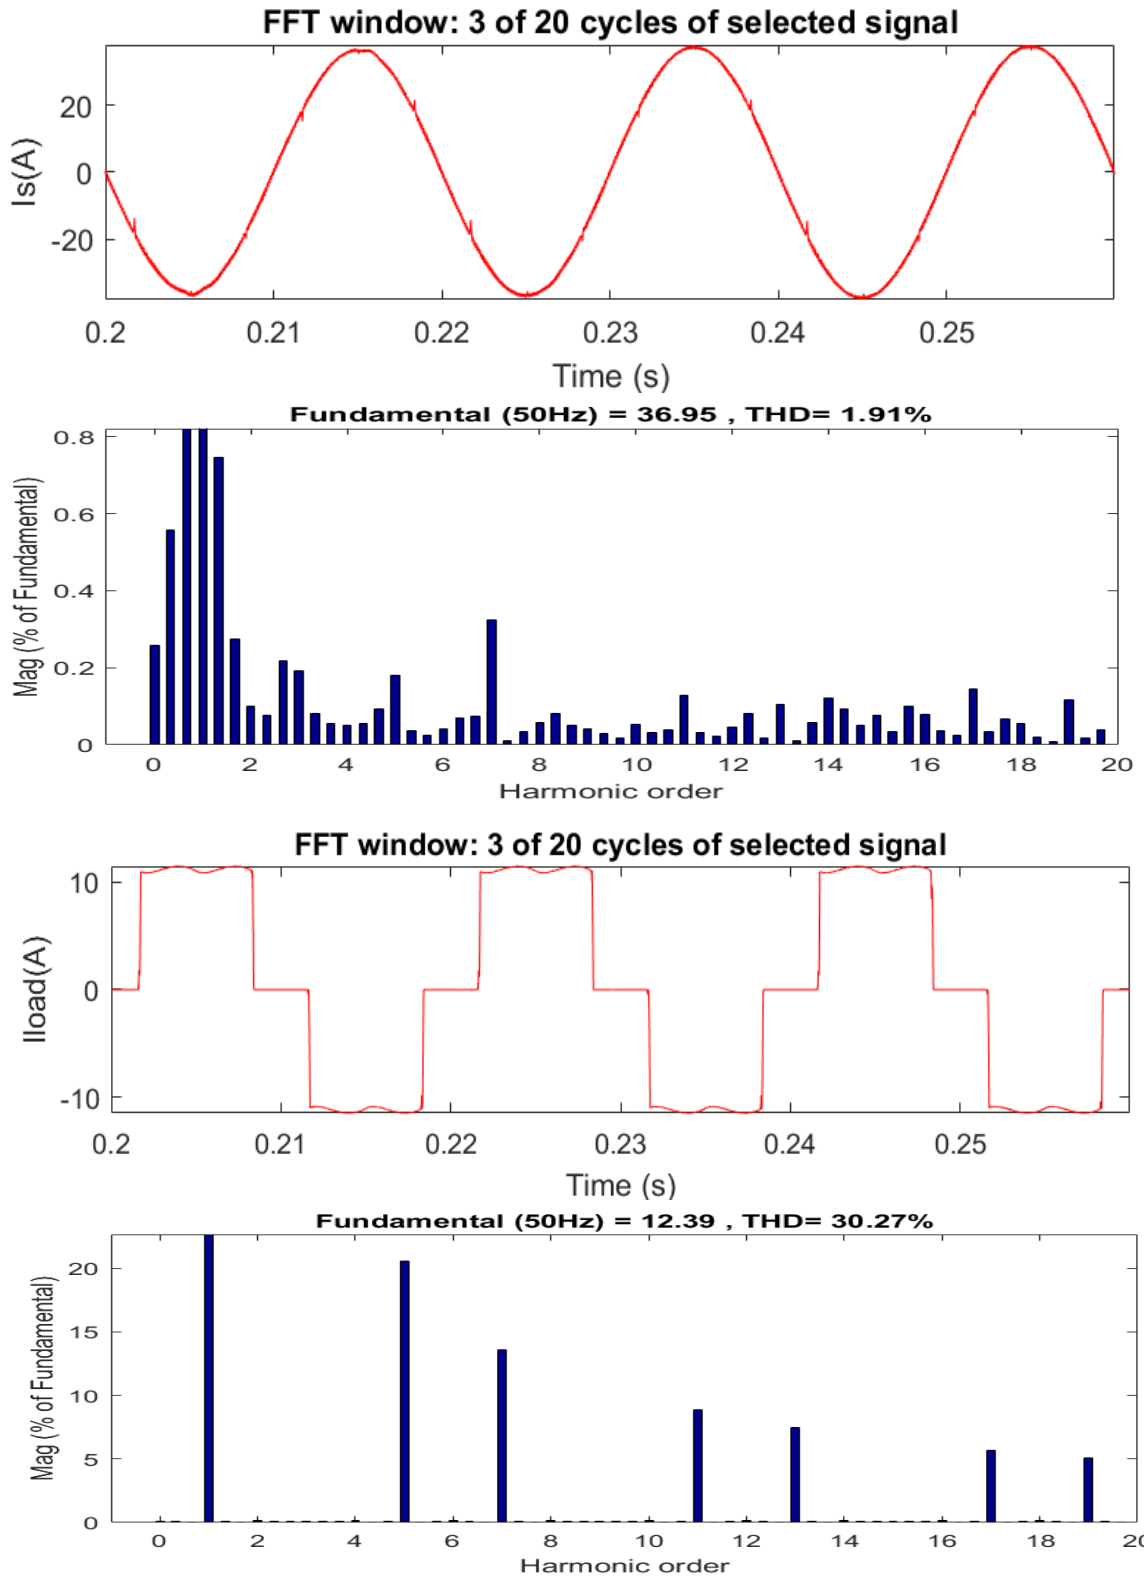 FFT window: 3 of 20 cycles of selected signal
Is(A)
20
0
-20
0.2 0.21 0.22 0.23 0.24 0.25
Time (s)
Fundamental (50Hz) = 36.95 , THD= 1.91%
Mag (% of Fundamental)
0.8
0.6
0.4
0.2
0
0 2 4 6 8 10 12 14 16 18 20
Harmonic order
FFT window: 3 of 20 cycles of selected signal
Iload(A)
10
0
-10
0.2 0.21 0.22 0.23 0.24 0.25
Time (s)
Fundamental (50Hz) = 12.39 , THD= 30.27%
Mag (% of Fundamental)
20
15
10
5
0
0 2 4 6 8 10 12 14 16 18 20
Harmonic order